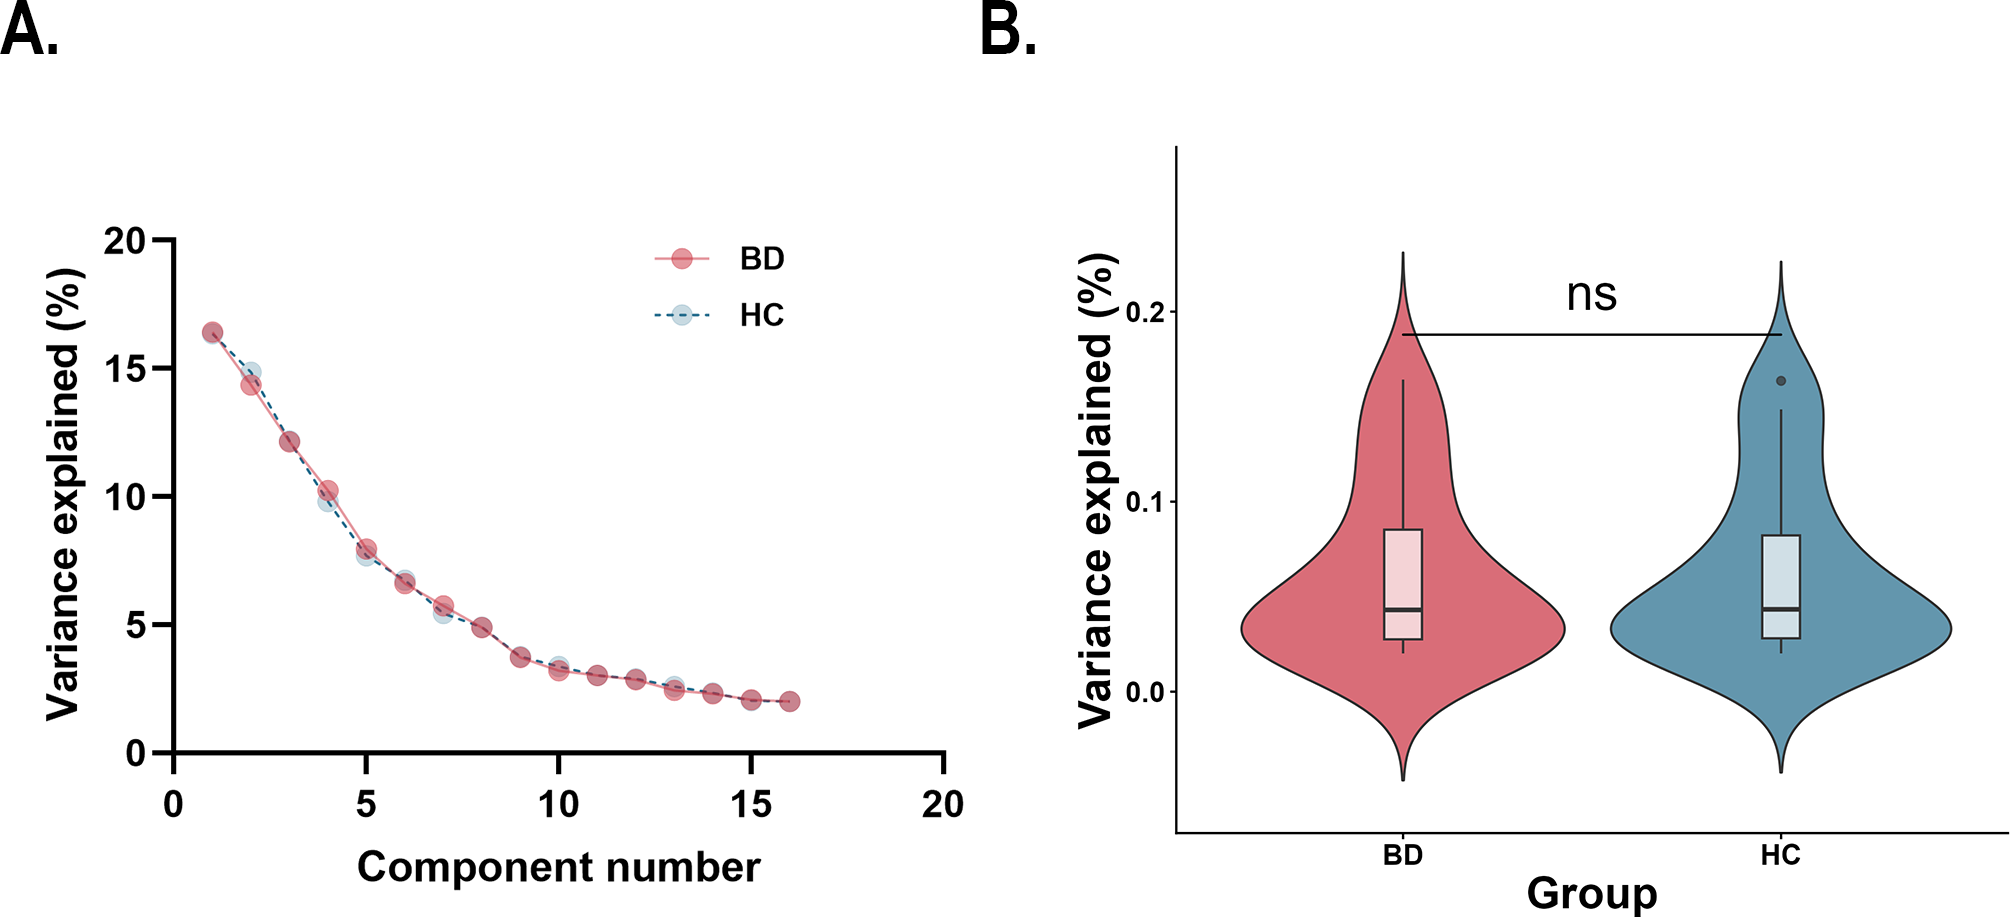 A.
B.
Variance explained (%)
20
15
10
5
0
0 5 10 15 20
Component number
BD
HC
Variance explained (%)
0.2
0.1
0.0
ns
BD HC
Group